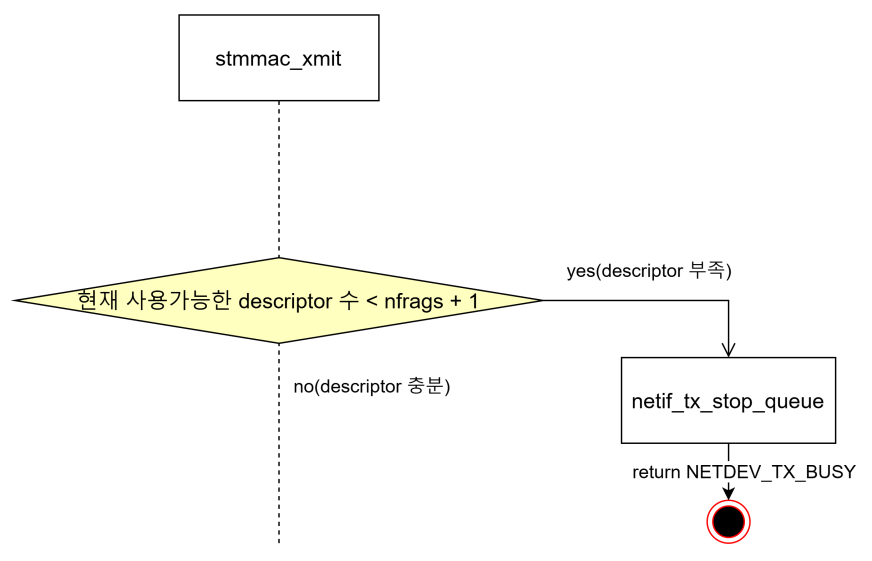 stmmac_xmit
yes(descriptor 부족)
현재 사용가능한 descriptor 수 < nfrags + 1
no(descriptor 충분)
netif_tx_stop_queue
return NETDEV_TX_BUSY